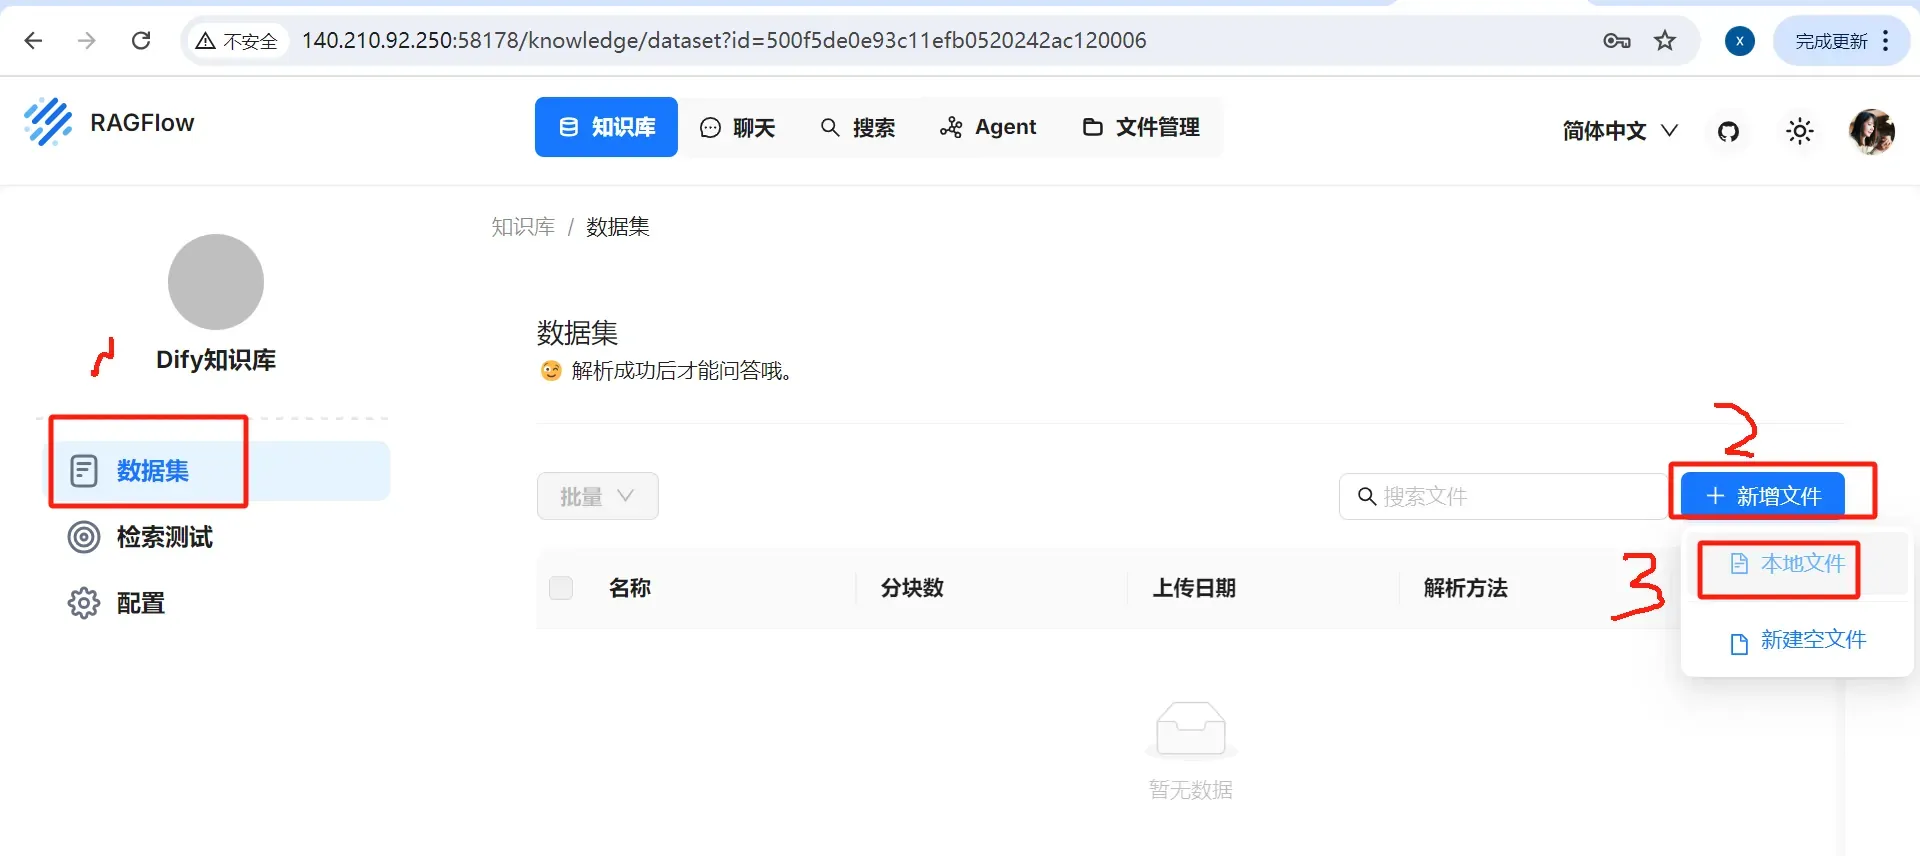 不安全 140.210.92.250:58178/knowledge/dataset?id=500f5de0e93c11efb0520242ac120006 X 完成更新
RAGFlow 知识库 聊天 搜索 Agent 文件管理 简体中文
知识库 / 数据集
数据集
1 Dify知识库
解析成功后才能问答哦。
2
数据集
批量 搜索文件 + 新增文件
检索测试
本地文件
3
名称 分块数 上传日期 解析方法
配置
新建空文件
暂无数据